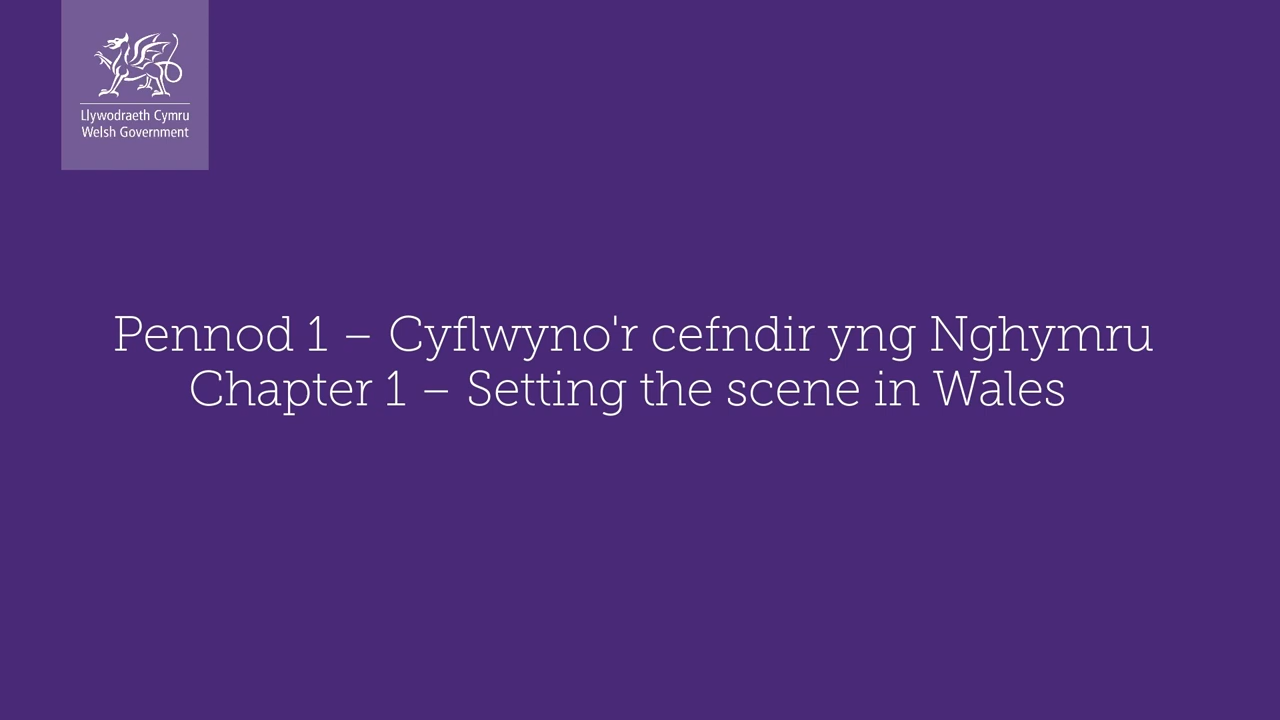 Llywodraeth Cymru
Welsh Government
Pennod 1 – Cyflwyno'r cefndir yng Nghymru
Chapter 1 – Setting the scene in Wales